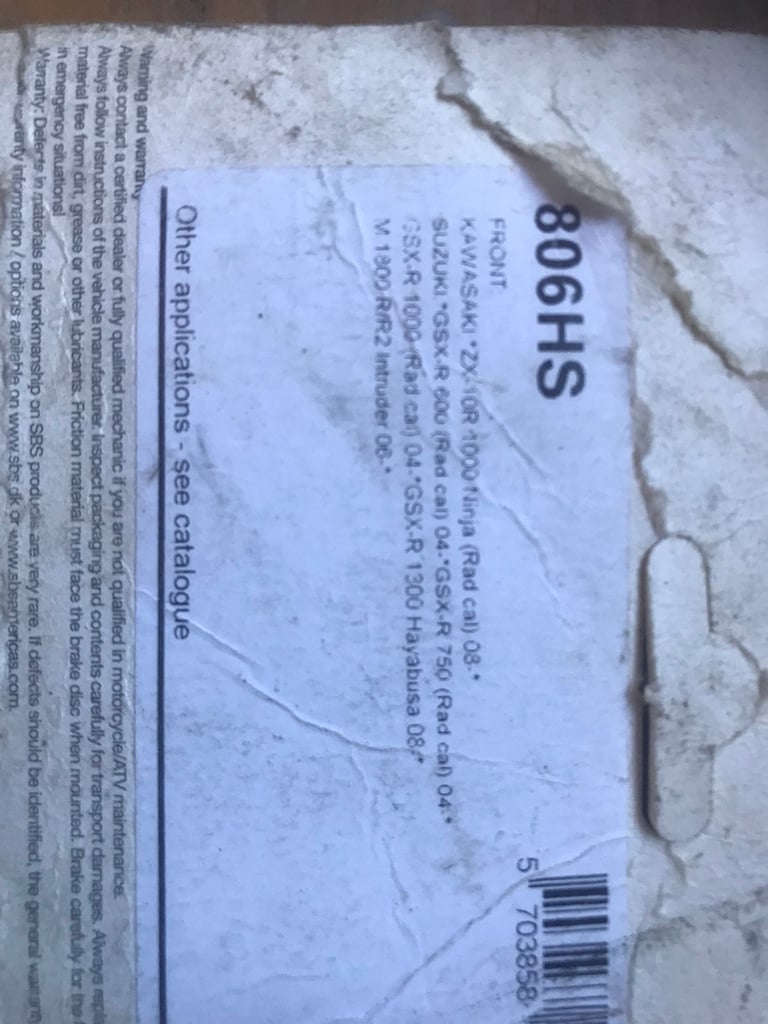 806HS
FRONT
KAWASAKI *ZX-10R 1000 Ninja (Rad cal) 08-*
SUZUKI *GSX-R 600 (Rad cal) 04-*GSX-R 750 (Rad cal) 04-*
GSX-R 1000 (Rad cal) 04-*GSX-R 1300 Hayabusa 08-*
M 1800 R/R2 Intruder 06-*
5 703858
Other applications - see catalogue
Warning and warranty
Always contact a certified dealer or fully qualified mechanic if you are not qualified in motorcycle/ATV maintenance.
Always follow instructions of the vehicle manufacturer. Inspect packaging and contents carefully for transport damages. Always
material free from dirt, grease or other lubricants. Friction material must face the brake disc when mounted. Brake carefully for the
in emergency situations!
Warranty: Defects in materials and workmanship on SBS products are very rare. If defects should be identified, the general warranty
information / options available on www.sbs.dk or www.sbsamericas.com.